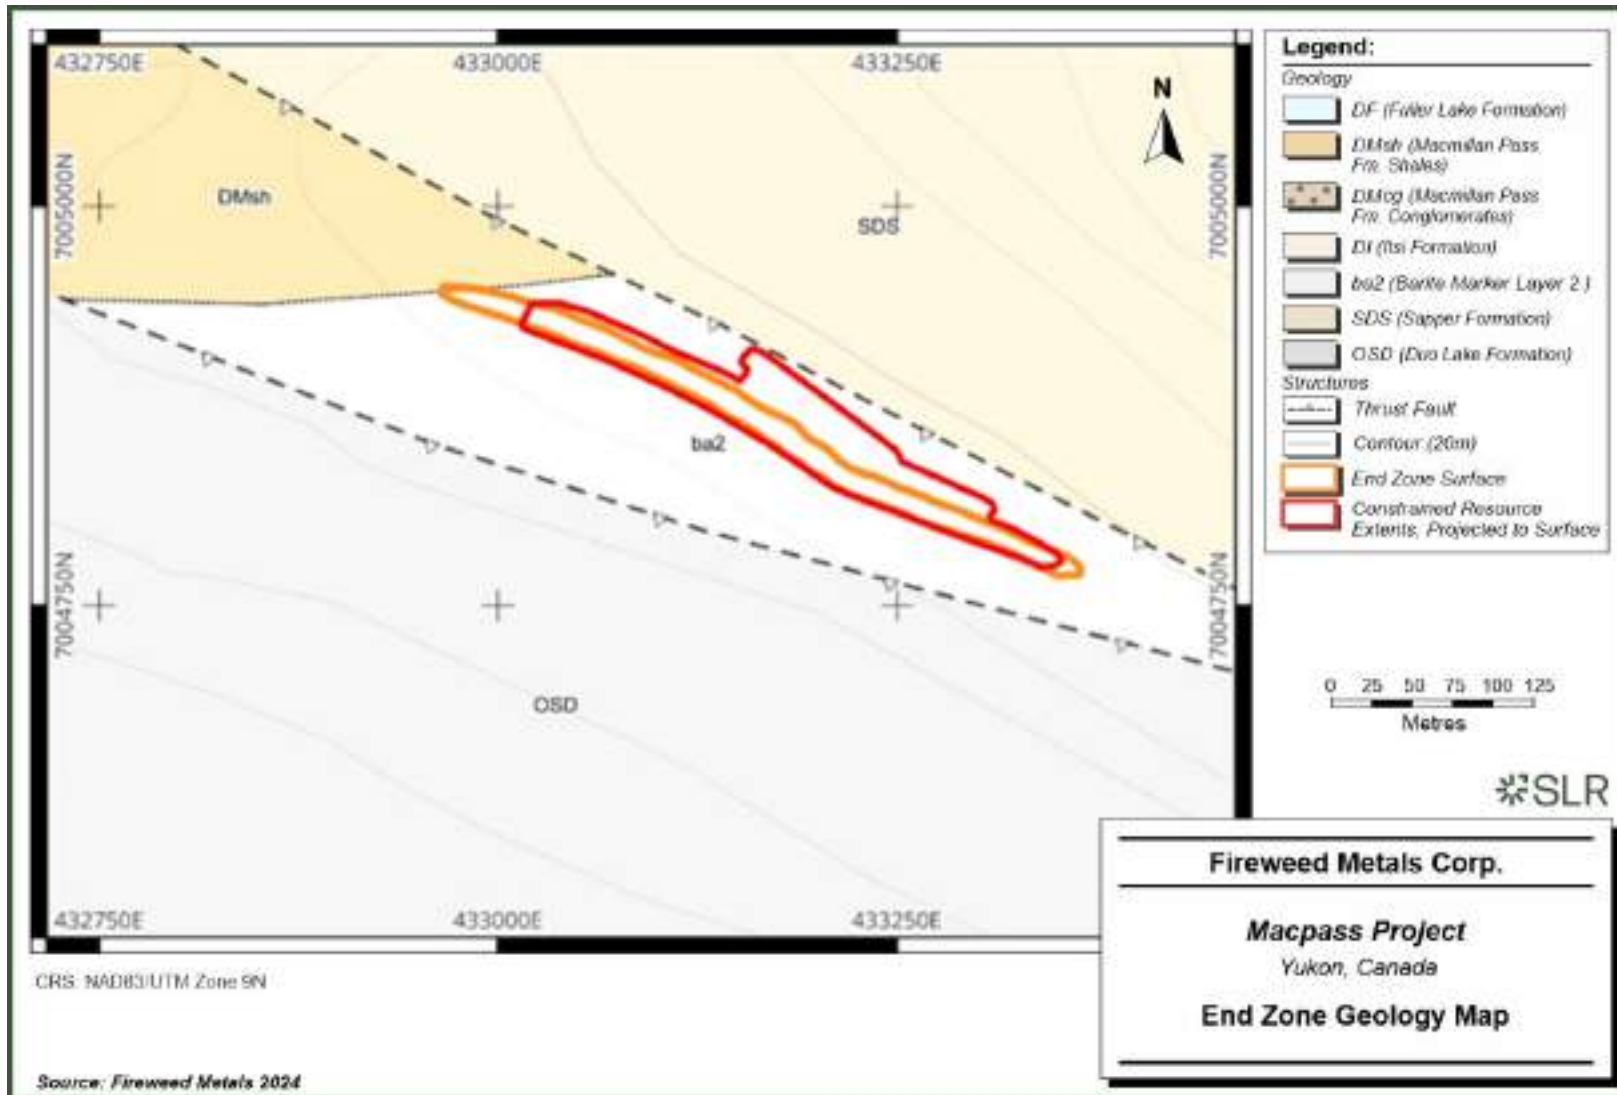 432750E 433000E 433250E
N
7005000N 7005000N
DMsh
SDS
ba2
7004750N 7004750N
OSD
432750E 433000E 433250E
Legend:
Geology
DF (Fuller Lake Formation)
DMsh (Macmillan Pass
Fm. Shales)
DMcg (Macmillan Pass
Fm. Conglomerates)
DI (Itsi Formation)
ba2 (Barite Marker Layer 2 )
SDS (Sapper Formation)
OSD (Duo Lake Formation)
Structures
Thrust Fault
Contour (20m)
End Zone Surface
Constrained Resource
Extents, Projected to Surface
0 25 50 75 100 125
Metres
SLR
Fireweed Metals Corp.
Macpass Project
Yukon, Canada
End Zone Geology Map
CRS: NAD83/UTM Zone 9N
Source: Fireweed Metals 2024